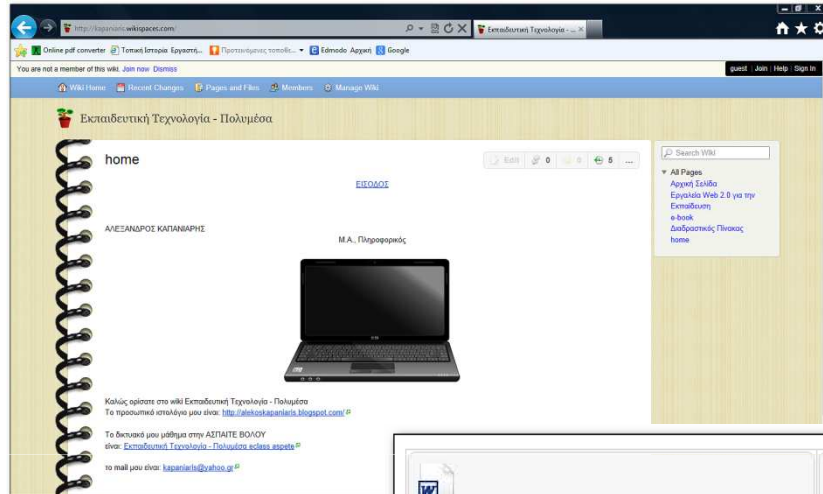 http://kapaniaris.wikispaces.com/
Εκπαιδευτική Τεχνολογία - ...
Online pdf converter Τοπική Ιστορία Εργαστη... Προτεινόμενες τοποθε... Edmodo Αρχική Google
You are not a member of this wiki. Join now Dismiss
guest Join Help Sign In
Wiki Home Recent Changes Pages and Files Members Manage Wiki
Εκπαιδευτική Τεχνολογία - Πολυμέσα
home
Edit 0 0 5 ...
ΕΙΣΟΔΟΣ
ΑΛΕΞΑΝΔΡΟΣ ΚΑΠΑΝΙΑΡΗΣ
M.A., Πληροφορικός
Καλώς ορίσατε στο wiki Εκπαιδευτική Τεχνολογία - Πολυμέσα
Το προσωπικό ιστολόγιο μου είναι: http://alekoskapaniaris.blogspot.com/
Το δικτυακό μου μάθημα στην ΑΣΠΑΙΤΕ ΒΟΛΟΥ
είναι: Εκπαιδευτική Τεχνολογία - Πολυμέσα eclass aspete
το mail μου είναι: kapaniaris@yahoo.gr
Search Wiki
All Pages
Αρχική Σελίδα
Εργαλεία Web 2.0 για την
Εκπαίδευση
e-book
Διαδραστικός Πίνακας
home
W